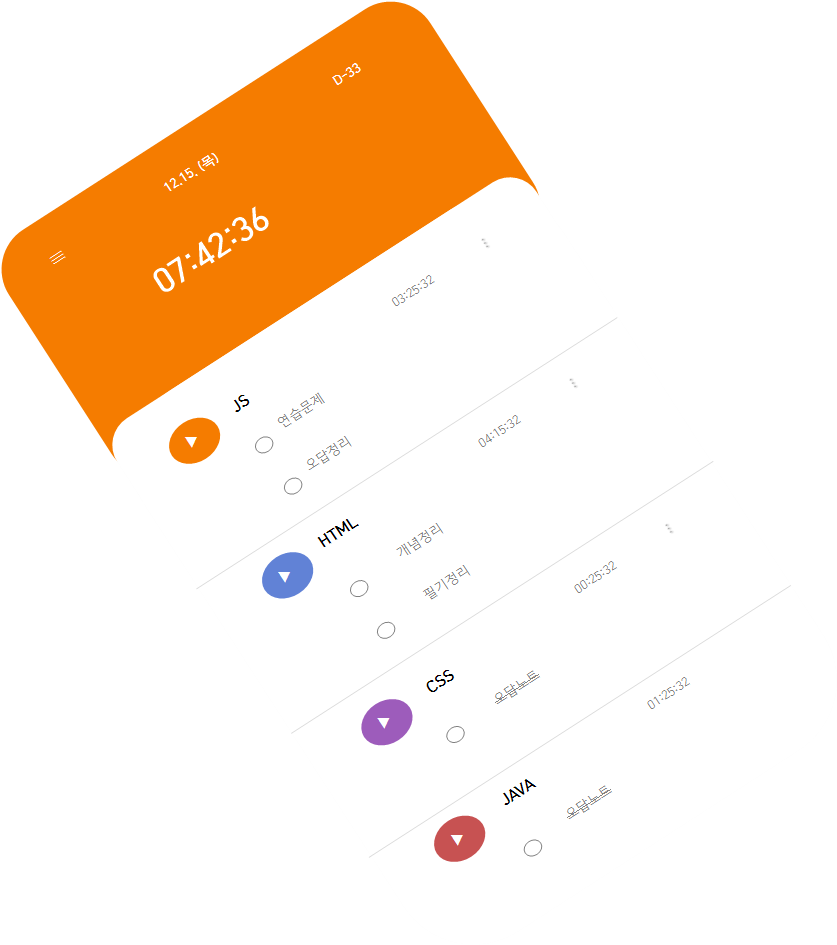 D-33
12.15. (목)
07:42:36
JS
03:25:32
연습문제
오답정리
HTML
04:15:32
개념정리
필기정리
CSS
00:25:32
오답노트
JAVA
01:25:32
오답노트